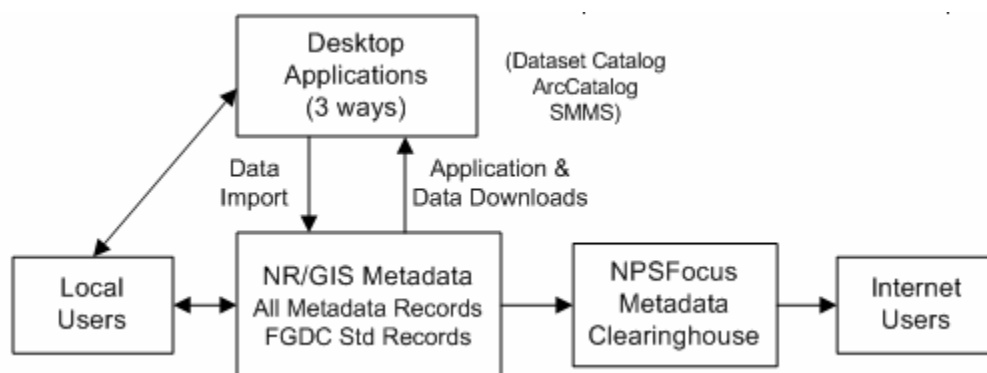 Desktop
Applications
(3 ways)
(Dataset Catalog
ArcCatalog
SMMS)
Data
Import
Application &
Data Downloads
Local
Users
NR/GIS Metadata
All Metadata Records
FGDC Std Records
NPSFocus
Metadata
Clearinghouse
Internet
Users